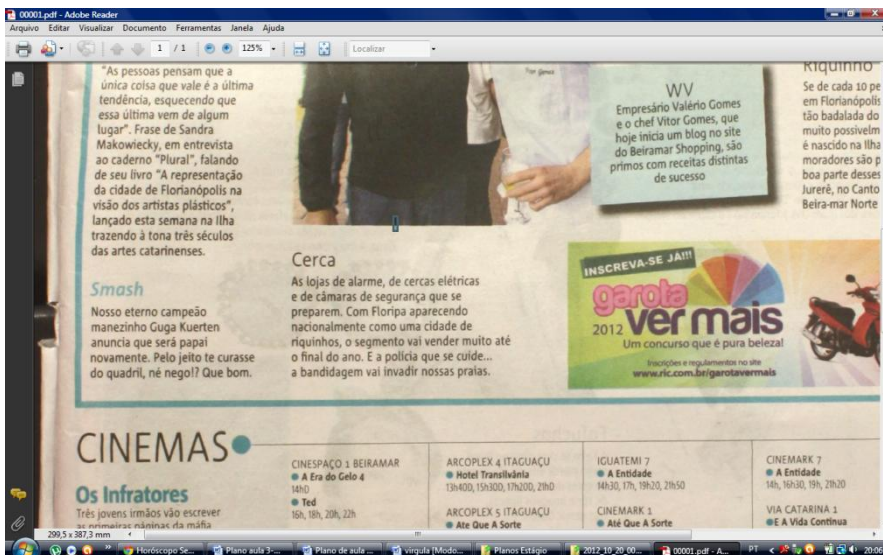 00001.pdf - Adobe Reader
Arquivo Editar Visualizar Documento Ferramentas Janela Ajuda
1 / 1 125% Localizar
"As pessoas pensam que a
única coisa que vale é a última
tendência, esquecendo que
essa última vem de algum
lugar". Frase de Sandra
Makowiecky, em entrevista
ao caderno "Plural", falando
de seu livro "A representação
da cidade de Florianópolis na
visão dos artistas plásticos",
lançado esta semana na Ilha
trazendo à tona três séculos
das artes catarinenses.
Smash
Nosso eterno campeão
manezinho Guga Kuerten
anuncia que será papai
novamente. Pelo jeito te curasse
do quadril, né nego!? Que bom.
Cerca
As lojas de alarme, de cercas elétricas
e de câmaras de segurança que se
preparem. Com Floripa aparecendo
nacionalmente como uma cidade de
riquinhos, o segmento vai vender muito até
o final do ano. E a polícia que se cuide...
a bandidagem vai invadir nossas praias.
WV
Empresário Valério Gomes
e o chef Vitor Gomes, que
hoje inicia um blog no site
do Beiramar Shopping, são
primos com receitas distintas
de sucesso
Riquinho
Se de cada 10 pe
em Florianópolis
tão badalada do
muito possivelm
é nascido na Ilha
moradores são p
boa parte desses
Jurerê, no Canto
Beira-mar Norte
INSCREVA-SE JÁ!!!
garota
2012 ver mais
Um concurso que é pura beleza!
Inscrições e regulamentos no site
www.ric.com.br/garotavermais
CINEMAS
Os Infratores
Três jovens irmãos vão escrever
as primeiras páginas da máfia
CINESPAÇO 1 BEIRAMAR
A Era do Gelo 4
14h0
Ted
16h, 18h, 20h, 22h
ARCOPLEX 4 ITAGUAÇU
Hotel Transilvânia
13h400, 15h300, 17h200, 21h0
ARCOPLEX 5 ITAGUAÇU
Ate Que A Sorte
IGUATEMI 7
A Entidade
14h30, 17h, 19h20, 21h50
CINEMARK 1
Até Que A Sorte
CINEMARK 7
A Entidade
14h, 16h30, 19h, 21h20
VIA CATARINA 1
E A Vida Continua
299,5 x 387,3 mm
Horóscopo Se... Plano aula 3-... Plano de aula ... virgula [Modo... Planos Estágio 2012_10_20_00... 00001.pdf - A... PT 20:06